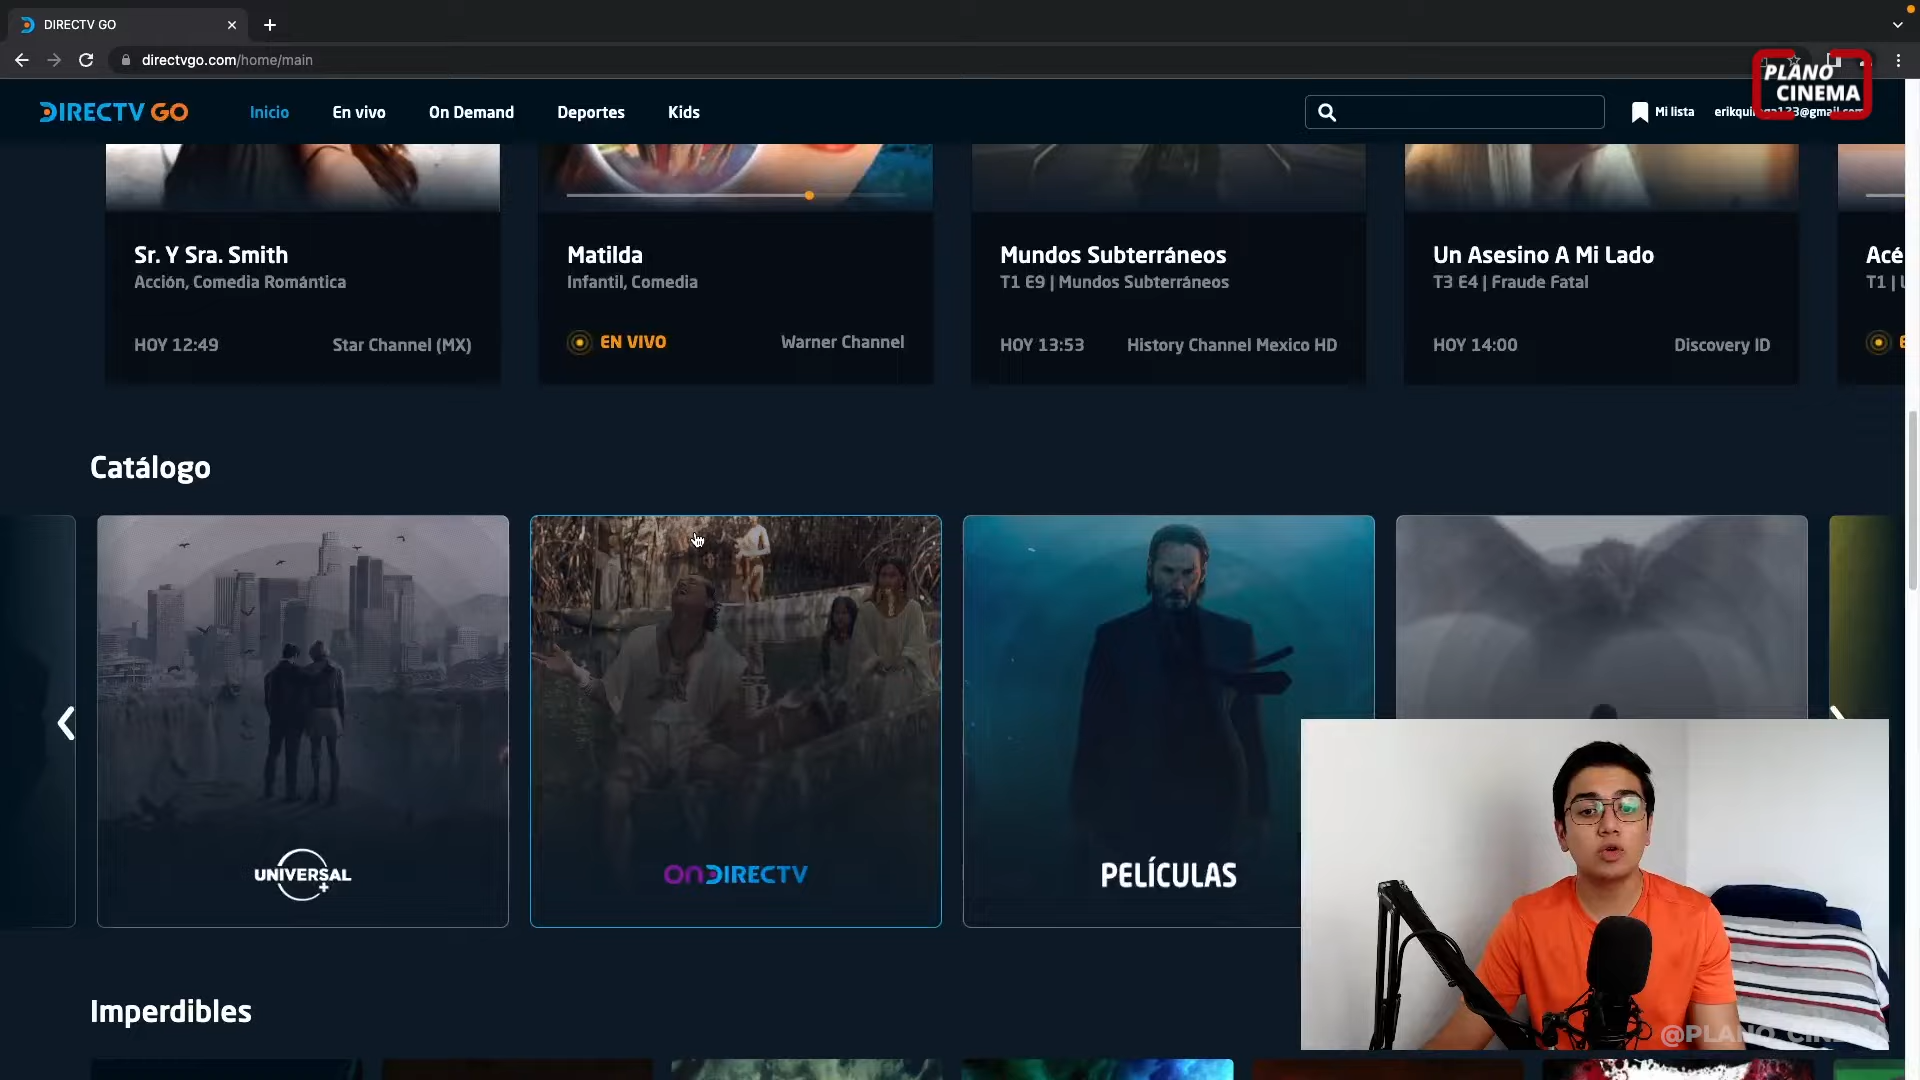 DIRECTV GO
directvgo.com/home/main
PLANO
CINEMA
DIRECTV GO
Inicio
En vivo
On Demand
Deportes
Kids
Mi lista
Sr. Y Sra. Smith
Acción, Comedia Romántica
HOY 12:49
Star Channel (MX)
Matilda
Infantil, Comedia
EN VIVO
Warner Channel
Mundos Subterráneos
T1 E9 | Mundos Subterráneos
HOY 13:53
History Channel Mexico HD
Un Asesino A Mi Lado
T3 E4 | Fraude Fatal
HOY 14:00
Discovery ID
Acé
T1 |
Catálogo
UNIVERSAL+
ONDIRECTV
PELÍCULAS
Imperdibles
@PLANO_CINEMA